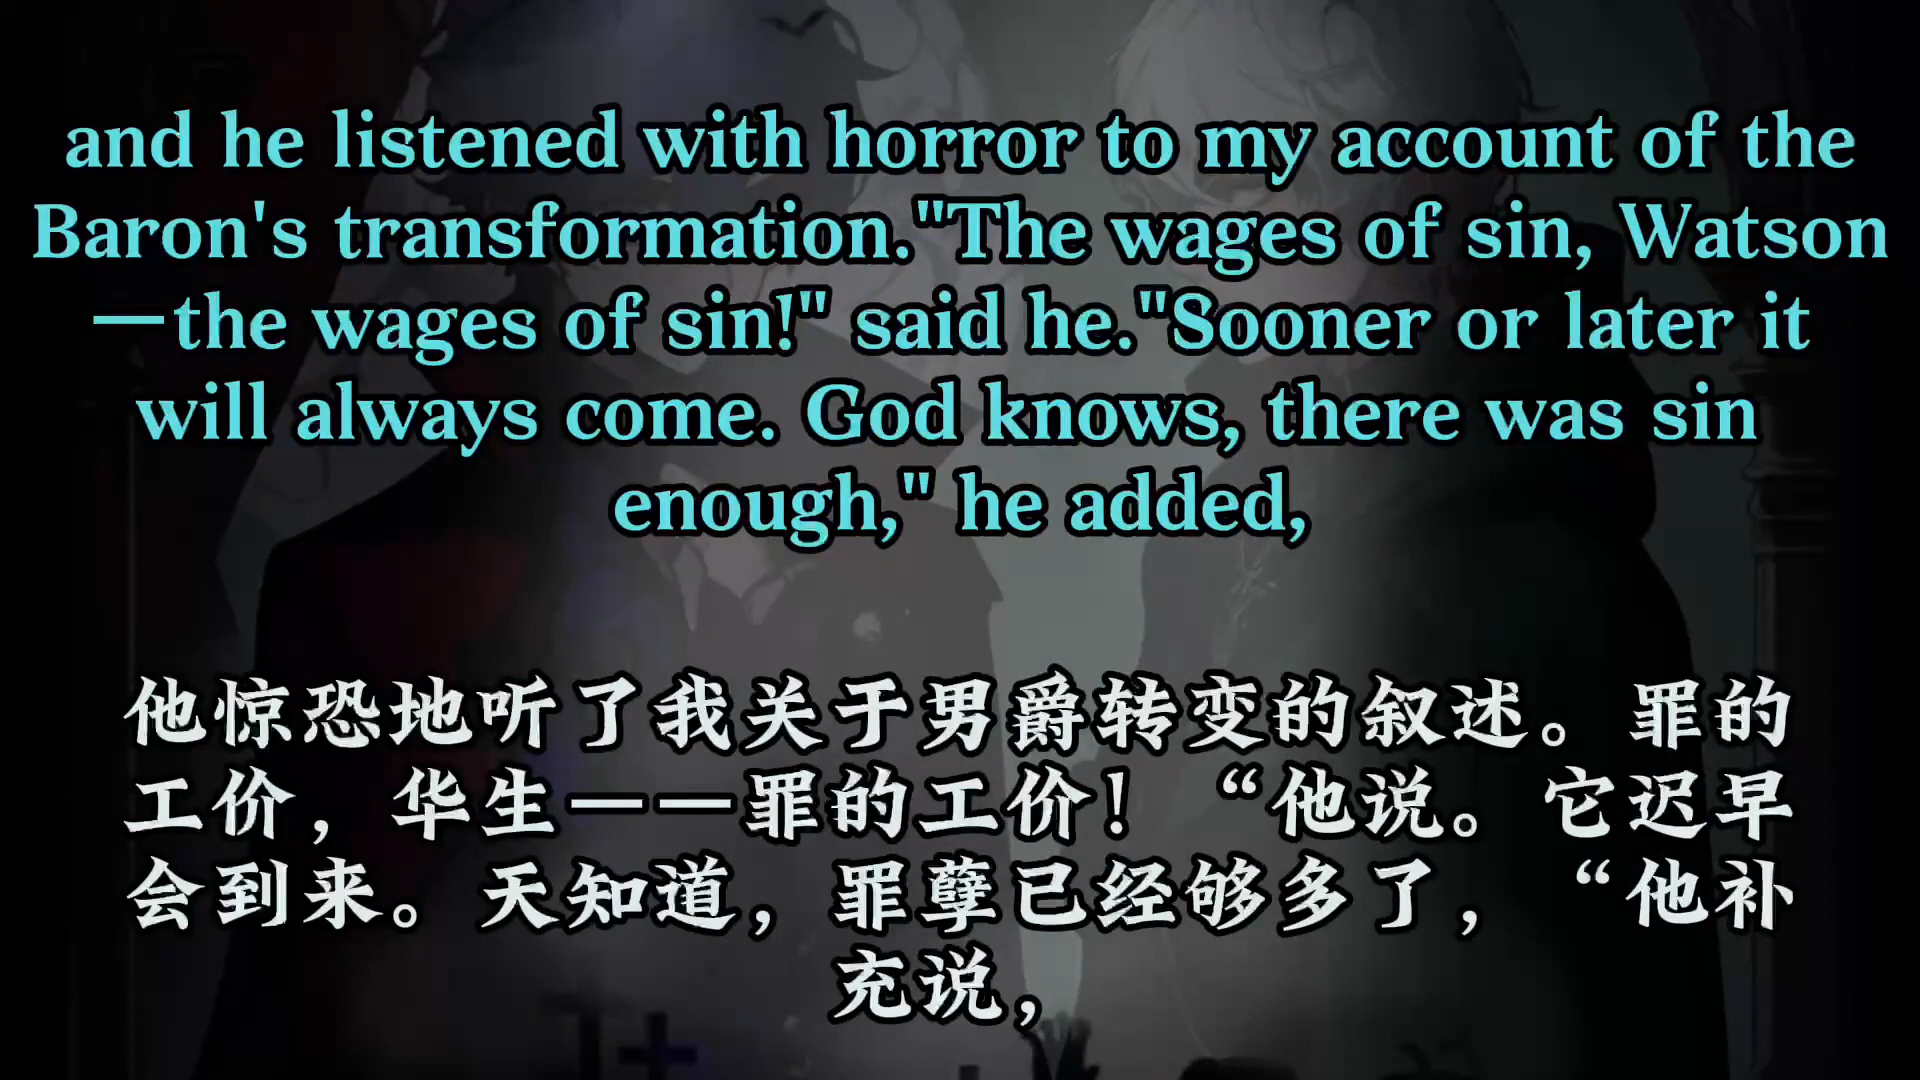 and he listened with horror to my account of the
Baron's transformation."The wages of sin, Watson
—the wages of sin!" said he."Sooner or later it
will always come. God knows, there was sin
enough," he added,
他惊恐地听了我关于男爵转变的叙述。罪的
工价，华生——罪的工价！“他说。它迟早
会到来。天知道，罪孽已经够多了，“他补
充说，